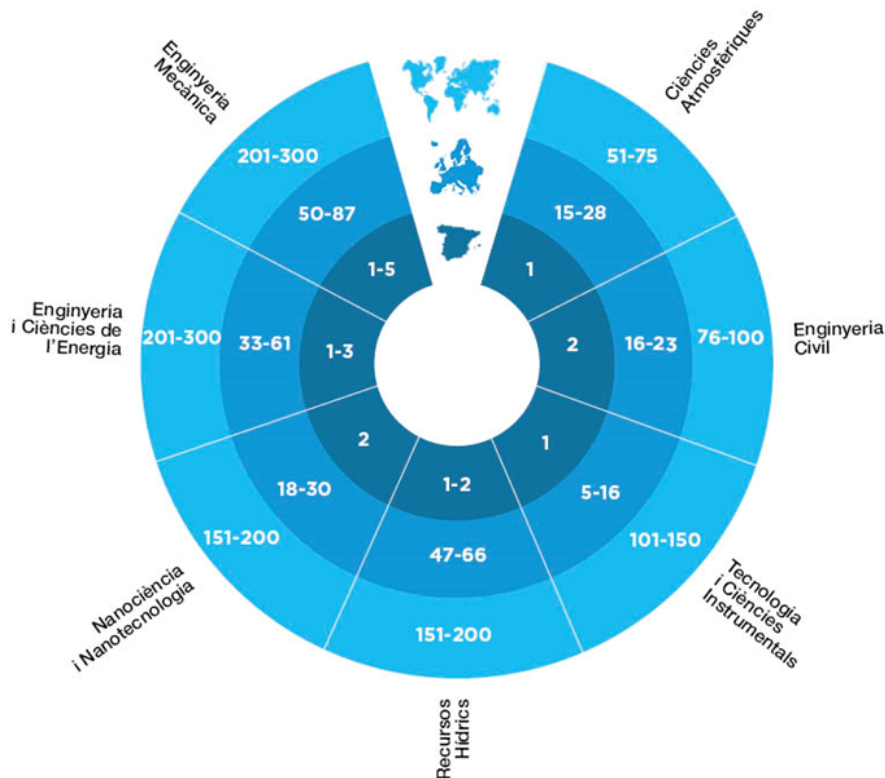 Enginyeria
Mecànica
201-300
50-87
1-5
Ciències
Atmosfèriques
51-75
15-28
1
Enginyeria
Civil
76-100
16-23
2
Tecnologia
i Ciències
Instrumentals
101-150
5-16
1
Recursos
Hídrics
151-200
47-66
1-2
Nanociència
i Nanotecnologia
151-200
18-30
2
Enginyeria
i Ciències de
l'Energia
201-300
33-61
1-3